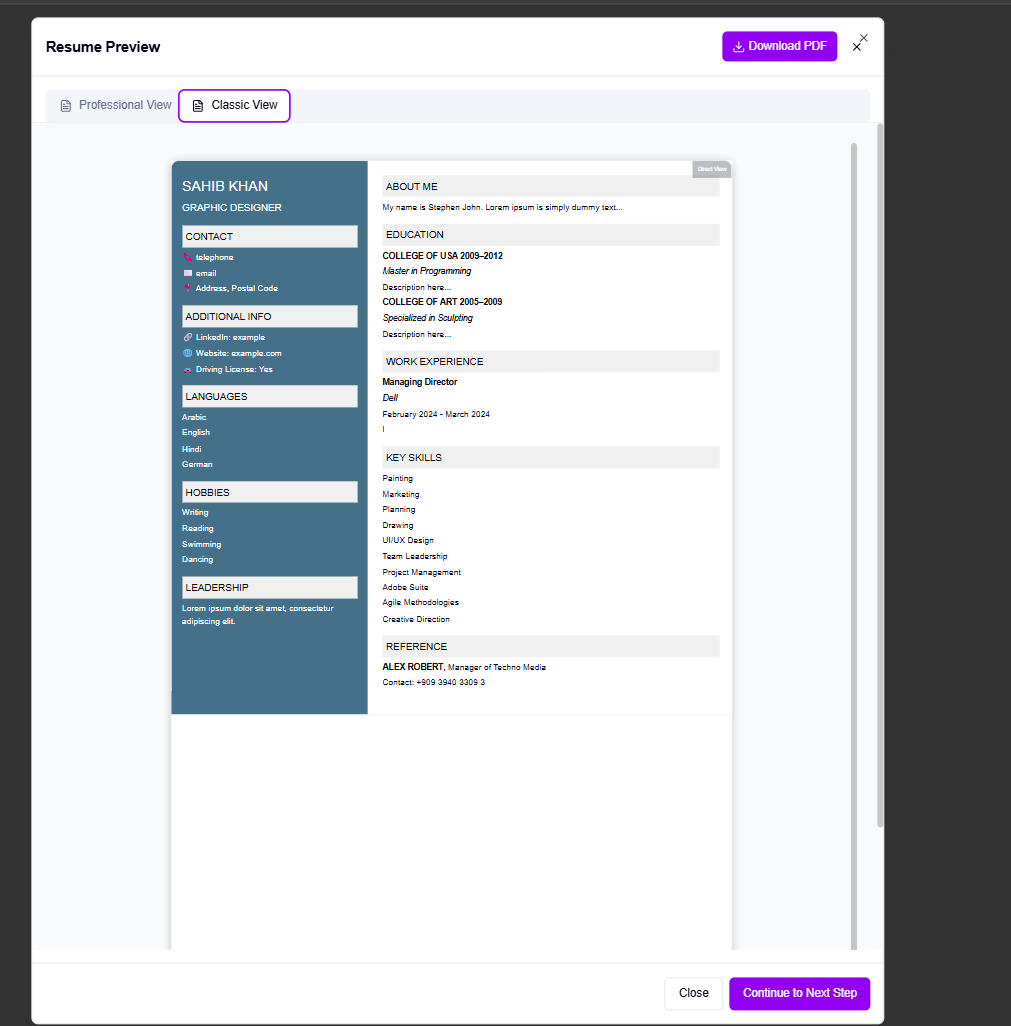 Resume Preview
Download PDF
Professional View
Classic View
Direct View
SAHIB KHAN
GRAPHIC DESIGNER
CONTACT
telephone
email
Address, Postal Code
ADDITIONAL INFO
LinkedIn: example
Website: example.com
Driving License: Yes
LANGUAGES
Arabic
English
Hindi
German
HOBBIES
Writing
Reading
Swimming
Dancing
LEADERSHIP
Lorem ipsum dolor sit amet, consectetur
adipiscing elit.
ABOUT ME
My name is Stephen John. Lorem ipsum is simply dummy text...
EDUCATION
COLLEGE OF USA 2009–2012
Master in Programming
Description here...
COLLEGE OF ART 2005–2009
Specialized in Sculpting
Description here...
WORK EXPERIENCE
Managing Director
Dell
February 2024 - March 2024
l
KEY SKILLS
Painting
Marketing
Planning
Drawing
UI/UX Design
Team Leadership
Project Management
Adobe Suite
Agile Methodologies
Creative Direction
REFERENCE
ALEX ROBERT, Manager of Techno Media
Contact: +909 3940 3309 3
Close
Continue to Next Step